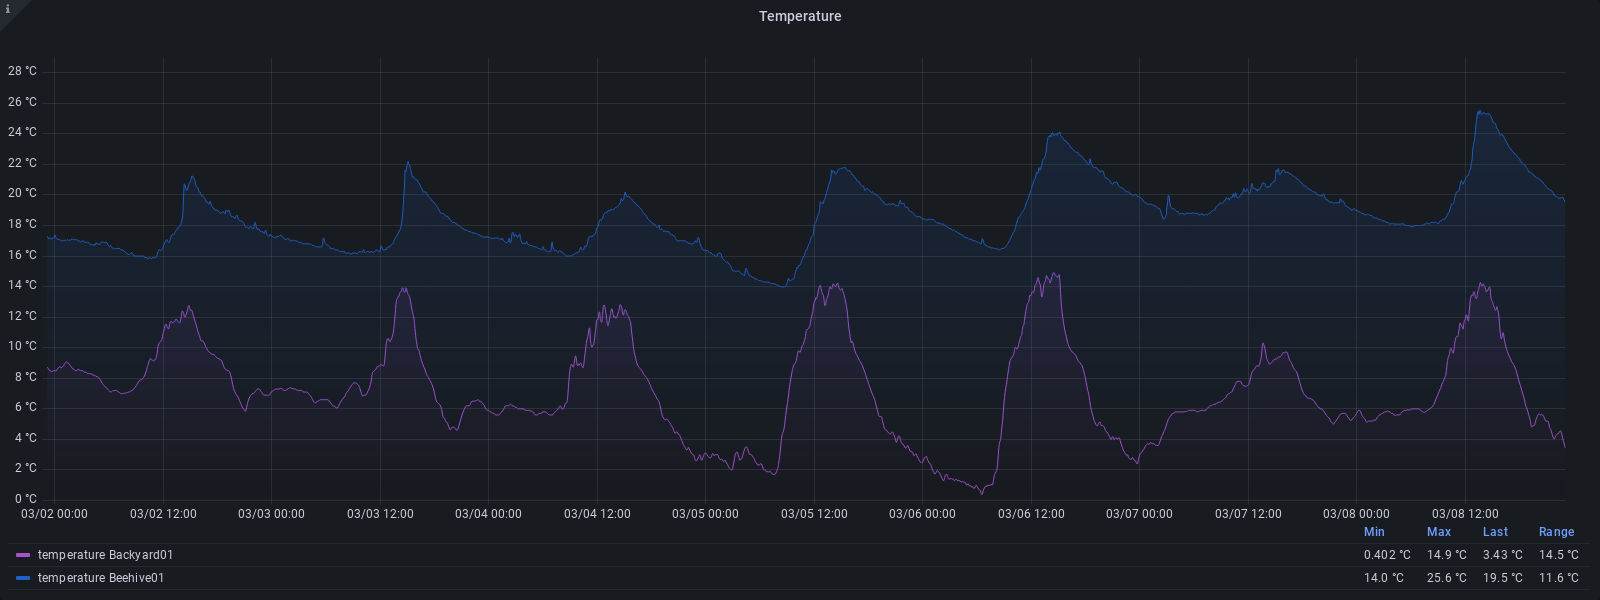 i
Temperature
28 °C
26 °C
24 °C
22 °C
20 °C
18 °C
16 °C
14 °C
12 °C
10 °C
8 °C
6 °C
4 °C
2 °C
0 °C
03/02 00:00 03/02 12:00 03/03 00:00 03/03 12:00 03/04 00:00 03/04 12:00 03/05 00:00 03/05 12:00 03/06 00:00 03/06 12:00 03/07 00:00 03/07 12:00 03/08 00:00 03/08 12:00
Min Max Last Range
temperature Backyard01 0.402 °C 14.9 °C 3.43 °C 14.5 °C
temperature Beehive01 14.0 °C 25.6 °C 19.5 °C 11.6 °C